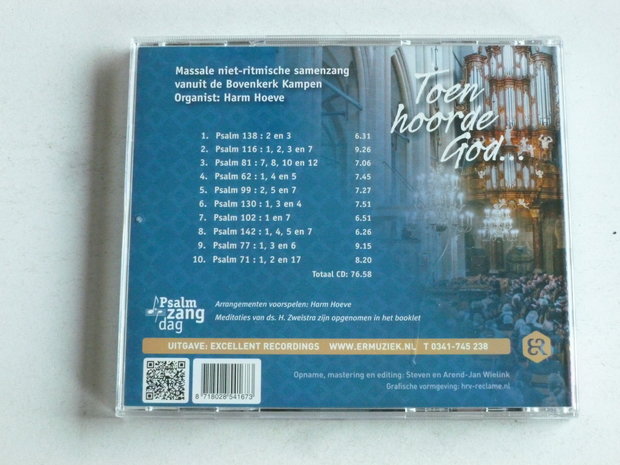 Massale niet-ritmische samenzang
vanuit de Bovenkerk Kampen
Organist: Harm Hoeve
Toen
hoorde
God...
1. Psalm 138 : 2 en 3 6.31
2. Psalm 116 : 1, 2, 3 en 7 9.26
3. Psalm 81 : 7, 8, 10 en 12 7.06
4. Psalm 62 : 1, 4 en 5 7.45
5. Psalm 99 : 2, 5 en 7 7.27
6. Psalm 130 : 1, 3 en 4 7.51
7. Psalm 102 : 1 en 7 6.51
8. Psalm 142 : 1, 4, 5 en 7 6.26
9. Psalm 77 : 1, 3 en 6 9.15
10. Psalm 71 : 1, 2 en 17 8.20
Totaal CD: 76.58
Psalm
zang
dag
Arrangementen voorspelen: Harm Hoeve
Meditaties van ds. H. Zweistra zijn opgenomen in het booklet
UITGAVE: EXCELLENT RECORDINGS WWW.ERMUZIEK.NL T 0341-745 238
Opname, mastering en editing: Steven en Arend-Jan Wielink
Grafische vormgeving: hrv-reclame.nl
8 718028 541673